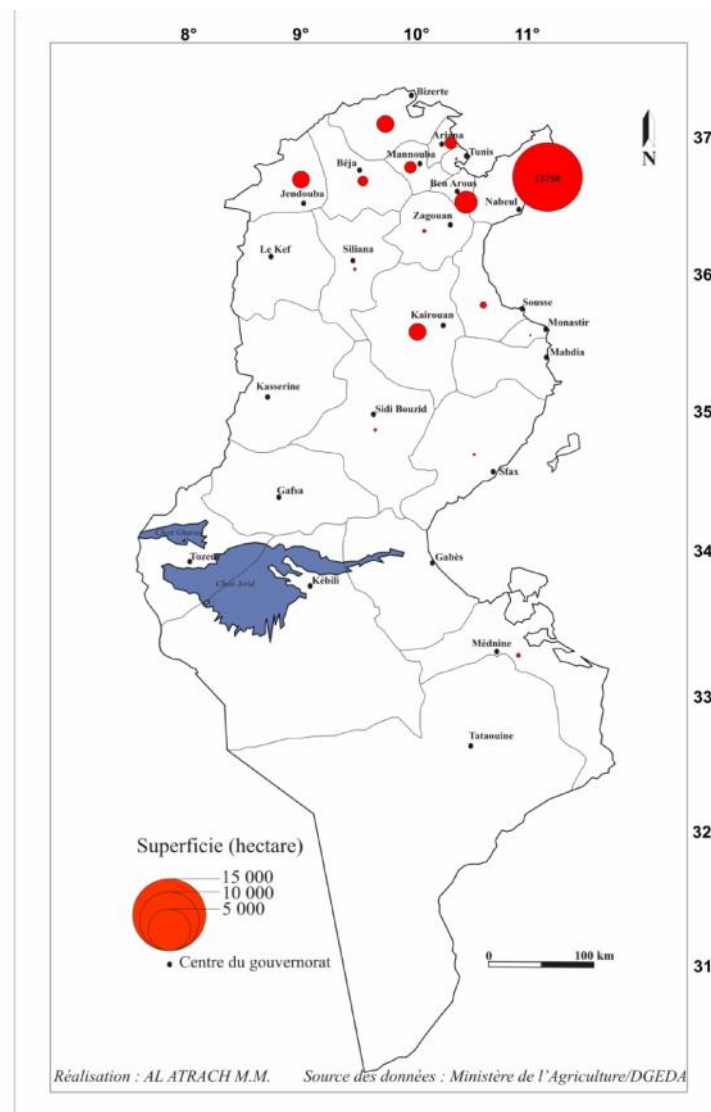 8° 9° 10° 11°
Bizerte
37
Ariana
Tunis
Mannouba
Béja
Ben Arous
13750
Jendouba
Nabeul
Zagouan
N
Le Kef
Siliana
36
Sousse
Kairouan
Monastir
Mahdia
Kasserine
35
Sidi Bouzid
Sfax
Gafsa
34
Tozeur
Gabès
Chott Jerid
Kébili
Médnine
33
Tataouine
32
Superficie (hectare)
15 000
10 000
5 000
Centre du gouvernorat
0 100 km
31
Réalisation : AL ATRACH M.M. Source des données : Ministère de l'Agriculture/DGEDA